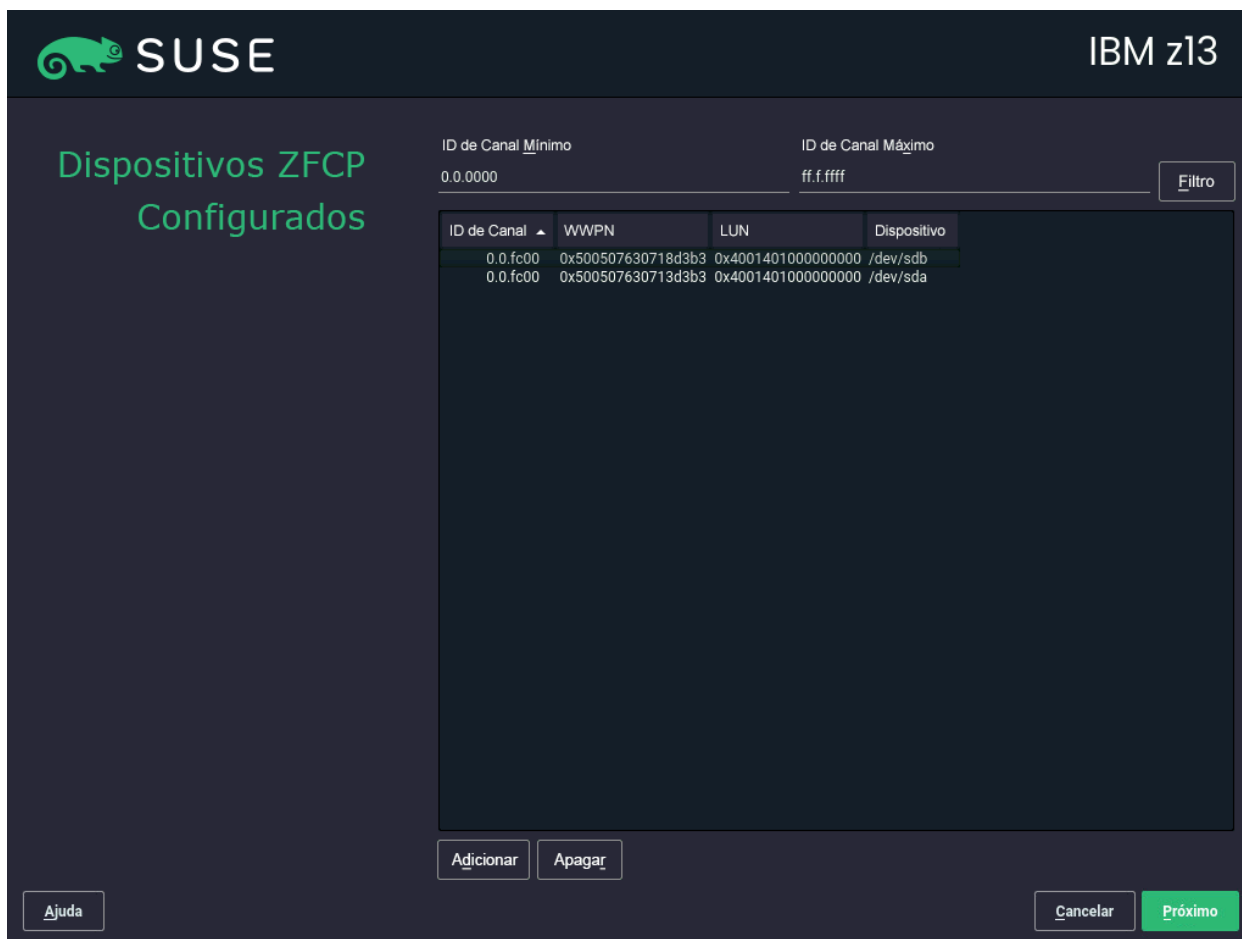 SUSE
IBM z13
Dispositivos ZFCP
Configurados
ID de Canal Mínimo
ID de Canal Máximo
0.0.0000
ff.f.ffff
Filtro
ID de Canal WWPN LUN Dispositivo
0.0.fc00 0x500507630718d3b3 0x4001401000000000 /dev/sdb
0.0.fc00 0x500507630713d3b3 0x4001401000000000 /dev/sda
Adicionar Apagar
Ajuda
Cancelar
Próximo